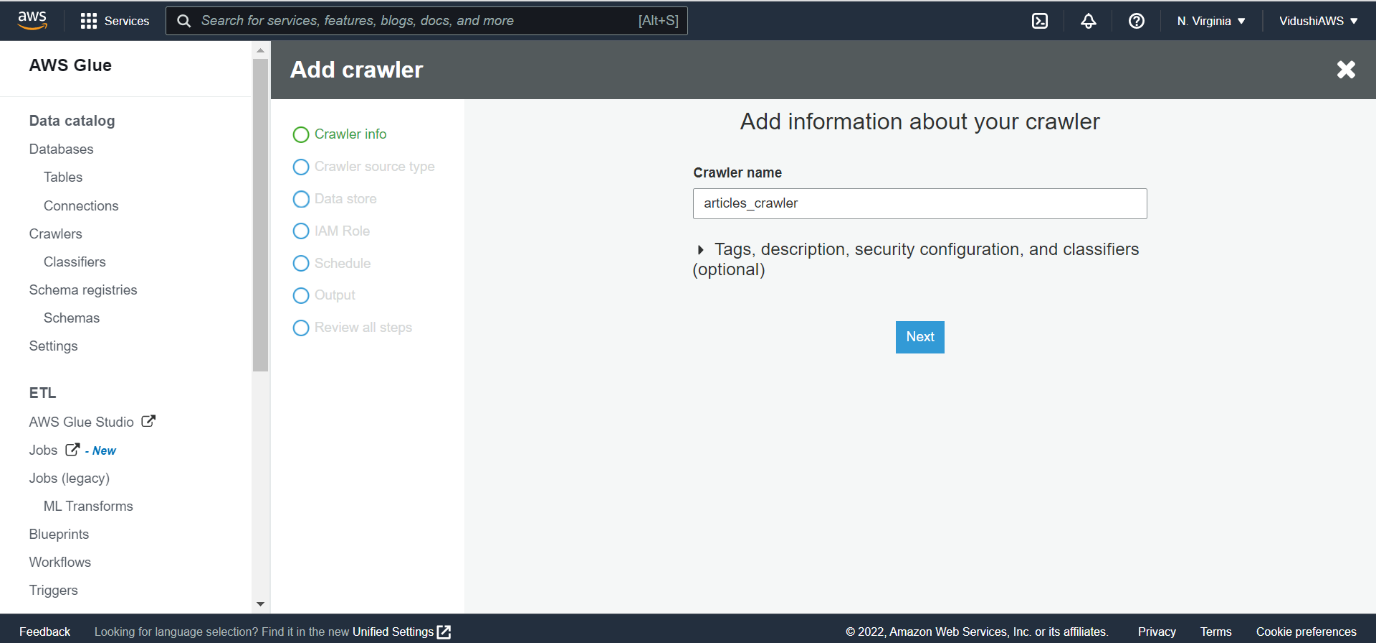 aws
Services
Search for services, features, blogs, docs, and more [Alt+S]
N. Virginia
VidushiAWS
AWS Glue
Data catalog
Databases
Tables
Connections
Crawlers
Classifiers
Schema registries
Schemas
Settings
ETL
AWS Glue Studio
Jobs - New
Jobs (legacy)
ML Transforms
Blueprints
Workflows
Triggers
Add crawler
Crawler info
Crawler source type
Data store
IAM Role
Schedule
Output
Review all steps
Add information about your crawler
Crawler name
articles_crawler
Tags, description, security configuration, and classifiers
(optional)
Next
Feedback
Looking for language selection? Find it in the new Unified Settings
© 2022, Amazon Web Services, Inc. or its affiliates.
Privacy
Terms
Cookie preferences